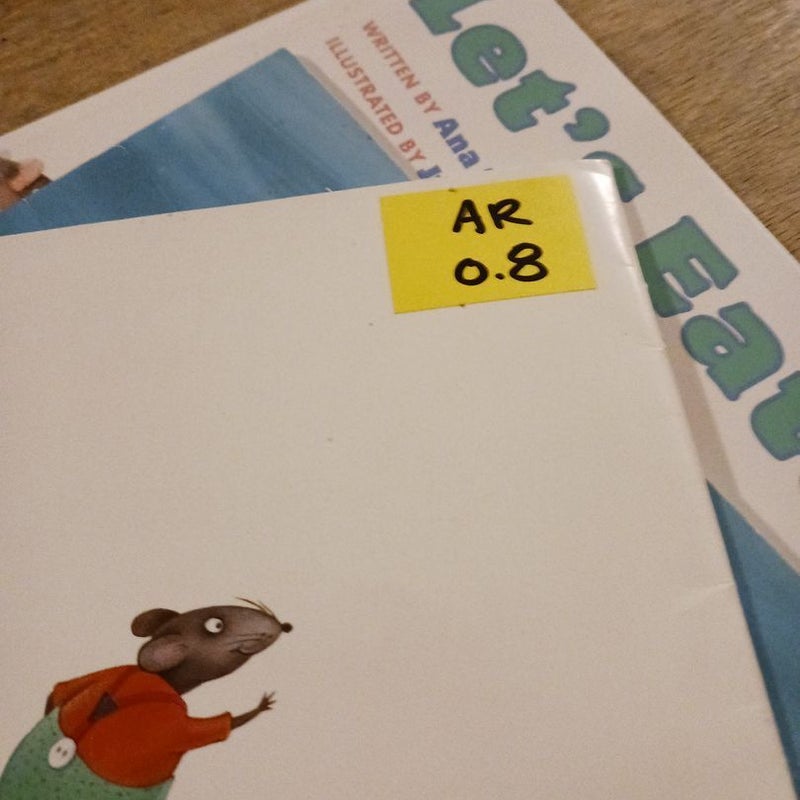 Let's Eat
WRITTEN BY Ana
ILLUSTRATED BY
AR
0.8